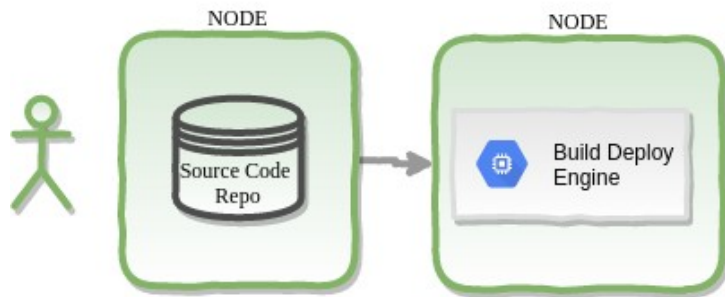 NODE
NODE
Source Code
Repo
Build Deploy
Engine